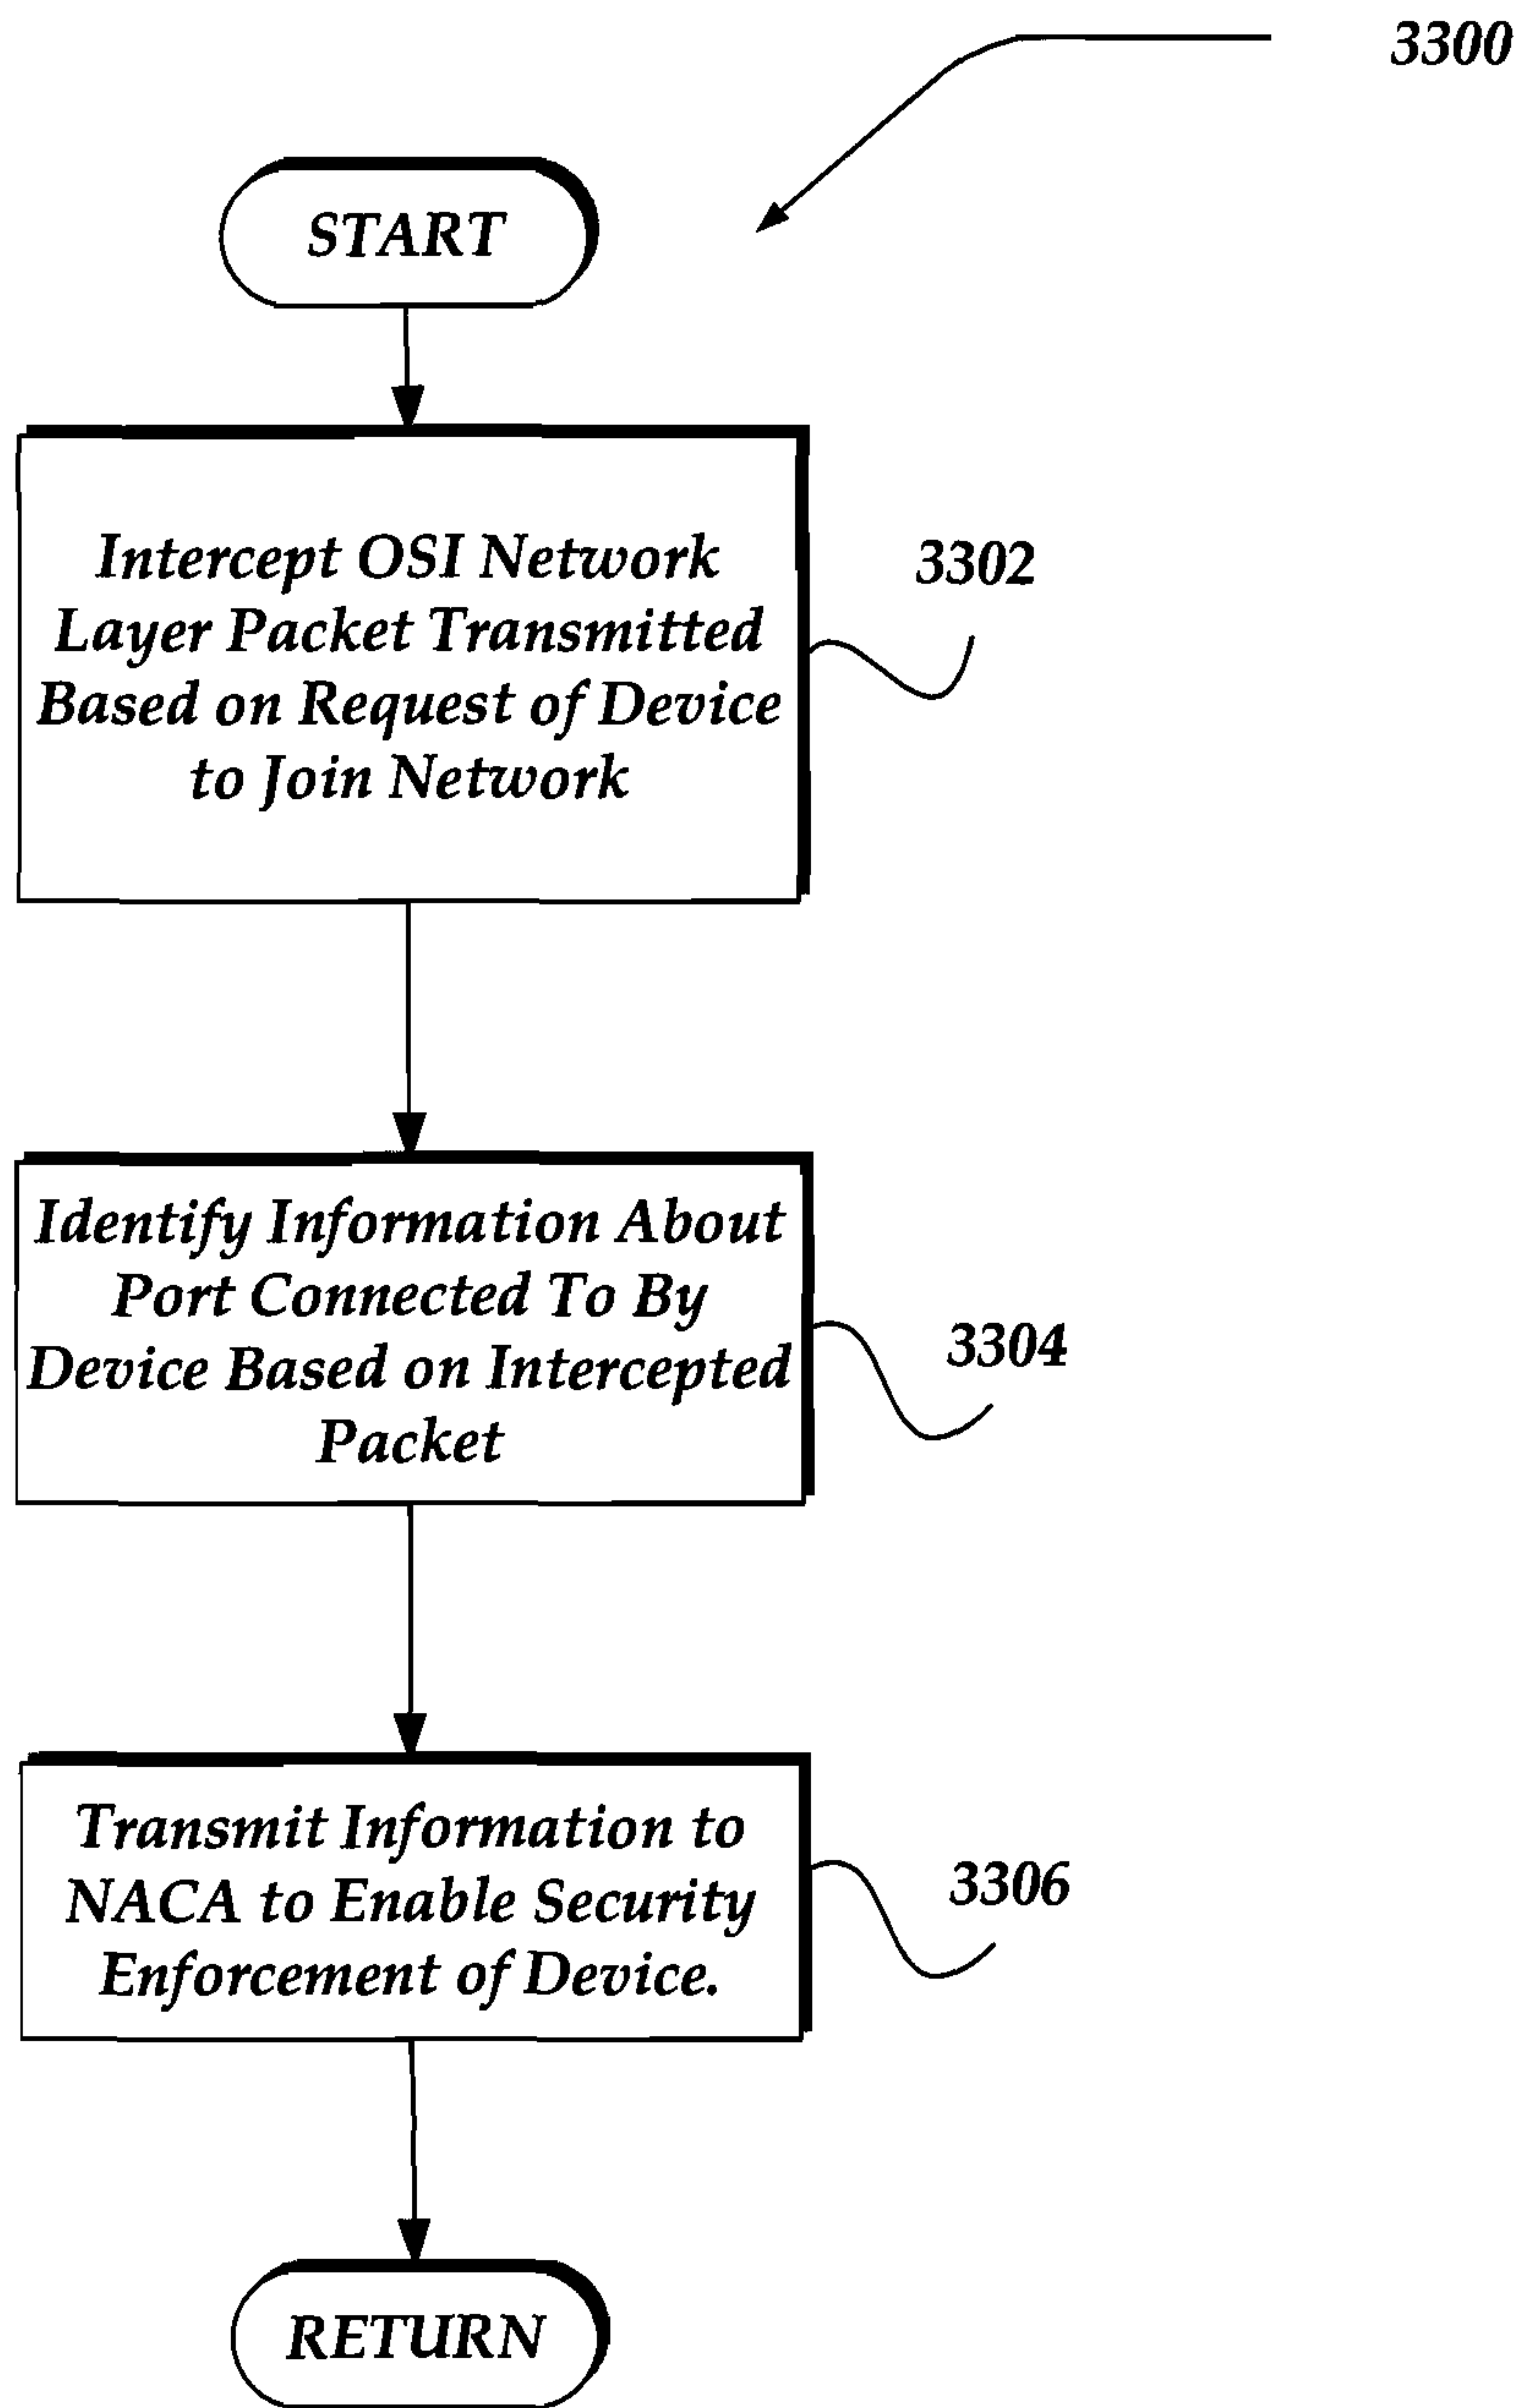 3300
START
Intercept OSI Network
Layer Packet Transmitted
Based on Request of Device
to Join Network
3302
Identify Information About
Port Connected To By
Device Based on Intercepted
Packet
3304
Transmit Information to
NACA to Enable Security
Enforcement of Device.
3306
RETURN